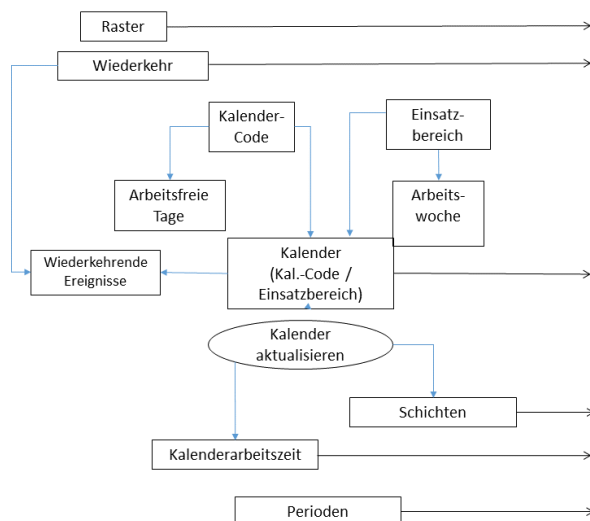 Raster
Wiederkehr
Kalender-
Code
Einsatz-
bereich
Arbeitsfreie
Tage
Arbeits-
woche
Kalender
(Kal.-Code /
Einsatzbereich)
Wiederkehrende
Ereignisse
Kalender
aktualisieren
Schichten
Kalenderarbeitszeit
Perioden